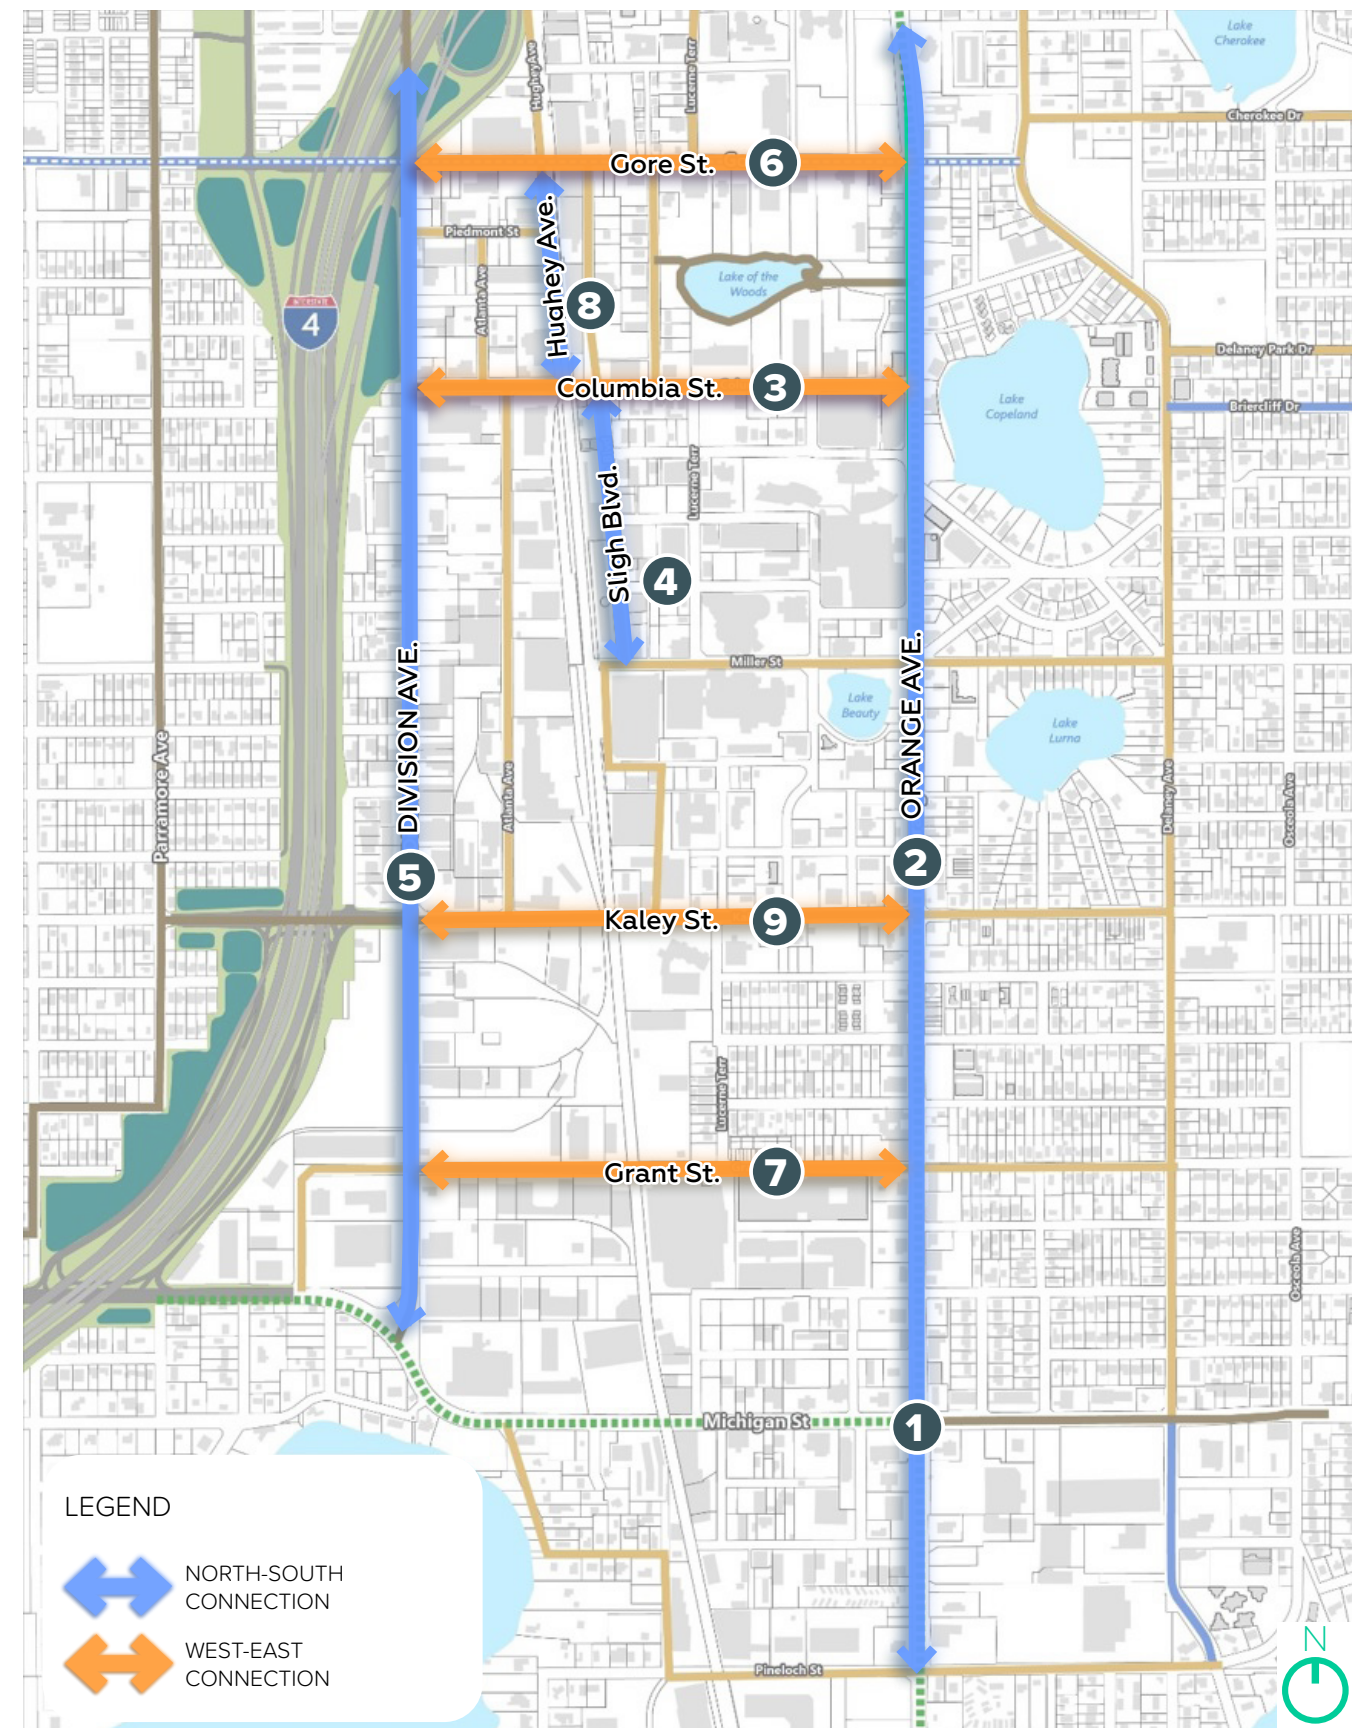 Hughey Ave
Lucerne Terr
Lake
Cherokee
Cherokee Dr
Gore St.
6
Piedmont St
Hughey Ave.
Atlanta Ave
8
Lake of the
Woods
INTERSTATE
4
Delaney Park Dr
Columbia St.
3
Lake
Copeland
Briercliff Dr
Lucerne Terr
Sligh Blvd.
4
DIVISION AVE.
ORANGE AVE.
Miller St
Lake
Beauty
Lake
Lurna
Parramore Ave
Atlanta Ave
Delaney Ave
Osceola Ave
5
2
Kaley St.
9
Lucerne Terr
Grant St.
7
Osceola Ave
Michigan St
1
LEGEND
NORTH-SOUTH
CONNECTION
WEST-EAST
CONNECTION
Pineloch St
N